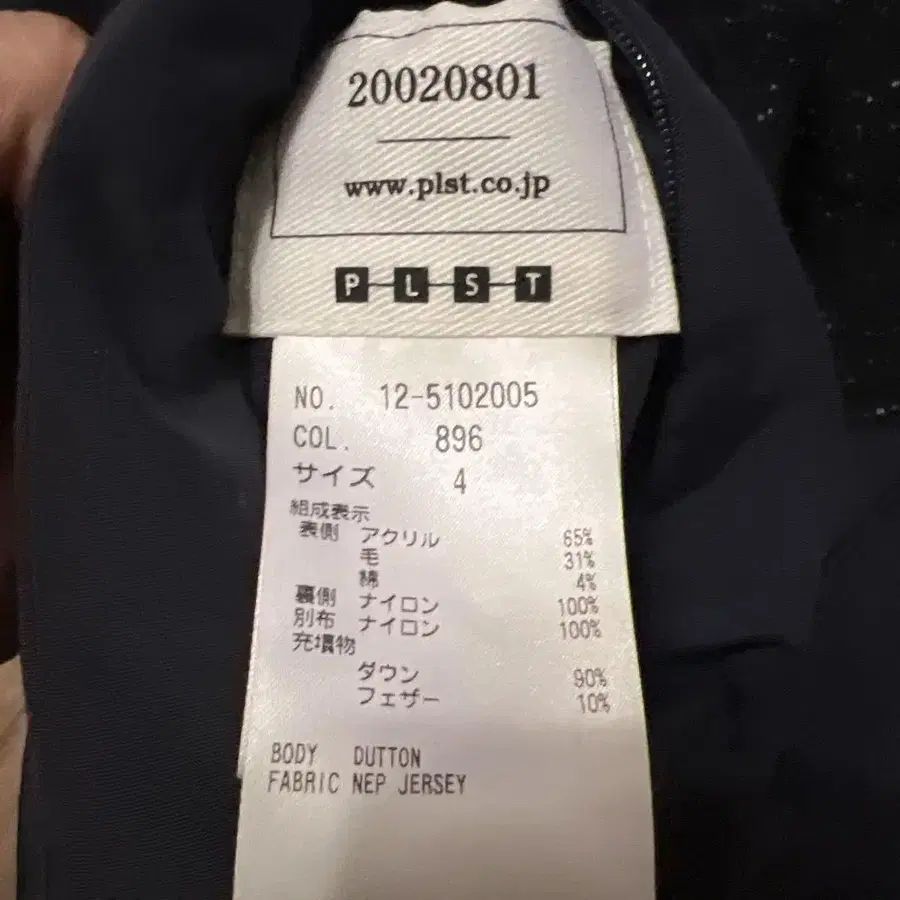 20020801
www.plst.co.jp
P L S T
NO. 12-5102005
COL. 896
サイズ 4
組成表示
表側 アクリル 65%
毛 31%
綿 4%
裏側 ナイロン 100%
別布 ナイロン 100%
充填物
ダウン 90%
フェザー 10%
BODY DUTTON
FABRIC NEP JERSEY